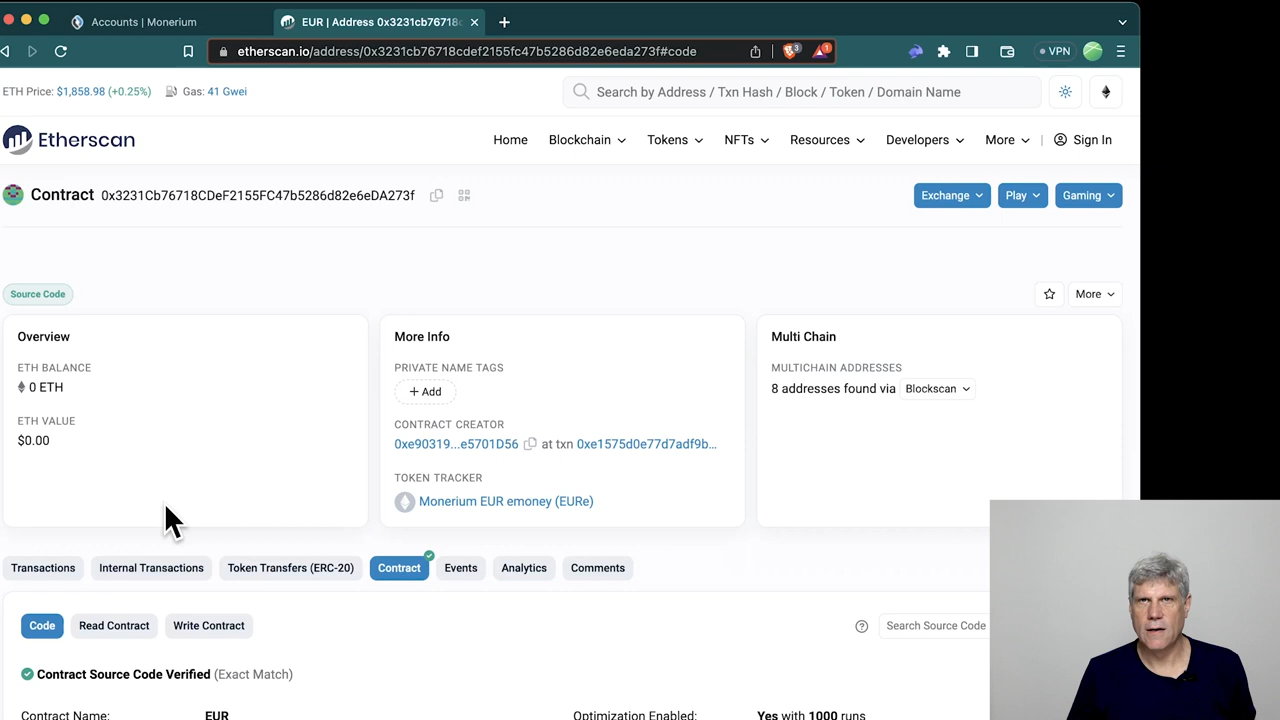 Accounts | Monerium
EUR | Address 0x3231cb76718c
etherscan.io/address/0x3231cb76718cdef2155fc47b5286d82e6eda273f#code
3
1
VPN
ETH Price: $1,858.98 (+0.25%) Gas: 41 Gwei
Search by Address / Txn Hash / Block / Token / Domain Name
Etherscan
Home Blockchain Tokens NFTs Resources Developers More | Sign In
Contract 0x3231Cb76718CDeF2155FC47b5286d82e6eDA273f
Exchange Play Gaming
Source Code
More
Overview
ETH BALANCE
0 ETH
ETH VALUE
$0.00
More Info
PRIVATE NAME TAGS
+ Add
CONTRACT CREATOR
0xe90319...e5701D56 at txn 0xe1575d0e77d7adf9b...
TOKEN TRACKER
Monerium EUR emoney (EURe)
Multi Chain
MULTICHAIN ADDRESSES
8 addresses found via Blockscan
Transactions Internal Transactions Token Transfers (ERC-20) Contract Events Analytics Comments
Code Read Contract Write Contract
Search Source Code
Contract Source Code Verified (Exact Match)
Contract Name: EUR
Optimization Enabled: Yes with 1000 runs